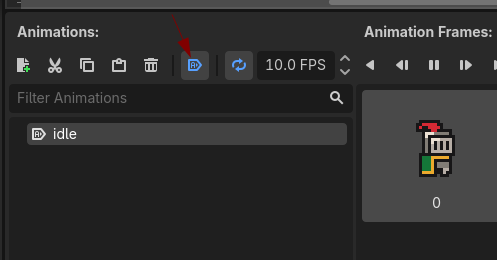 Animations:
Animation Frames:
10.0 FPS
Filter Animations
idle
0